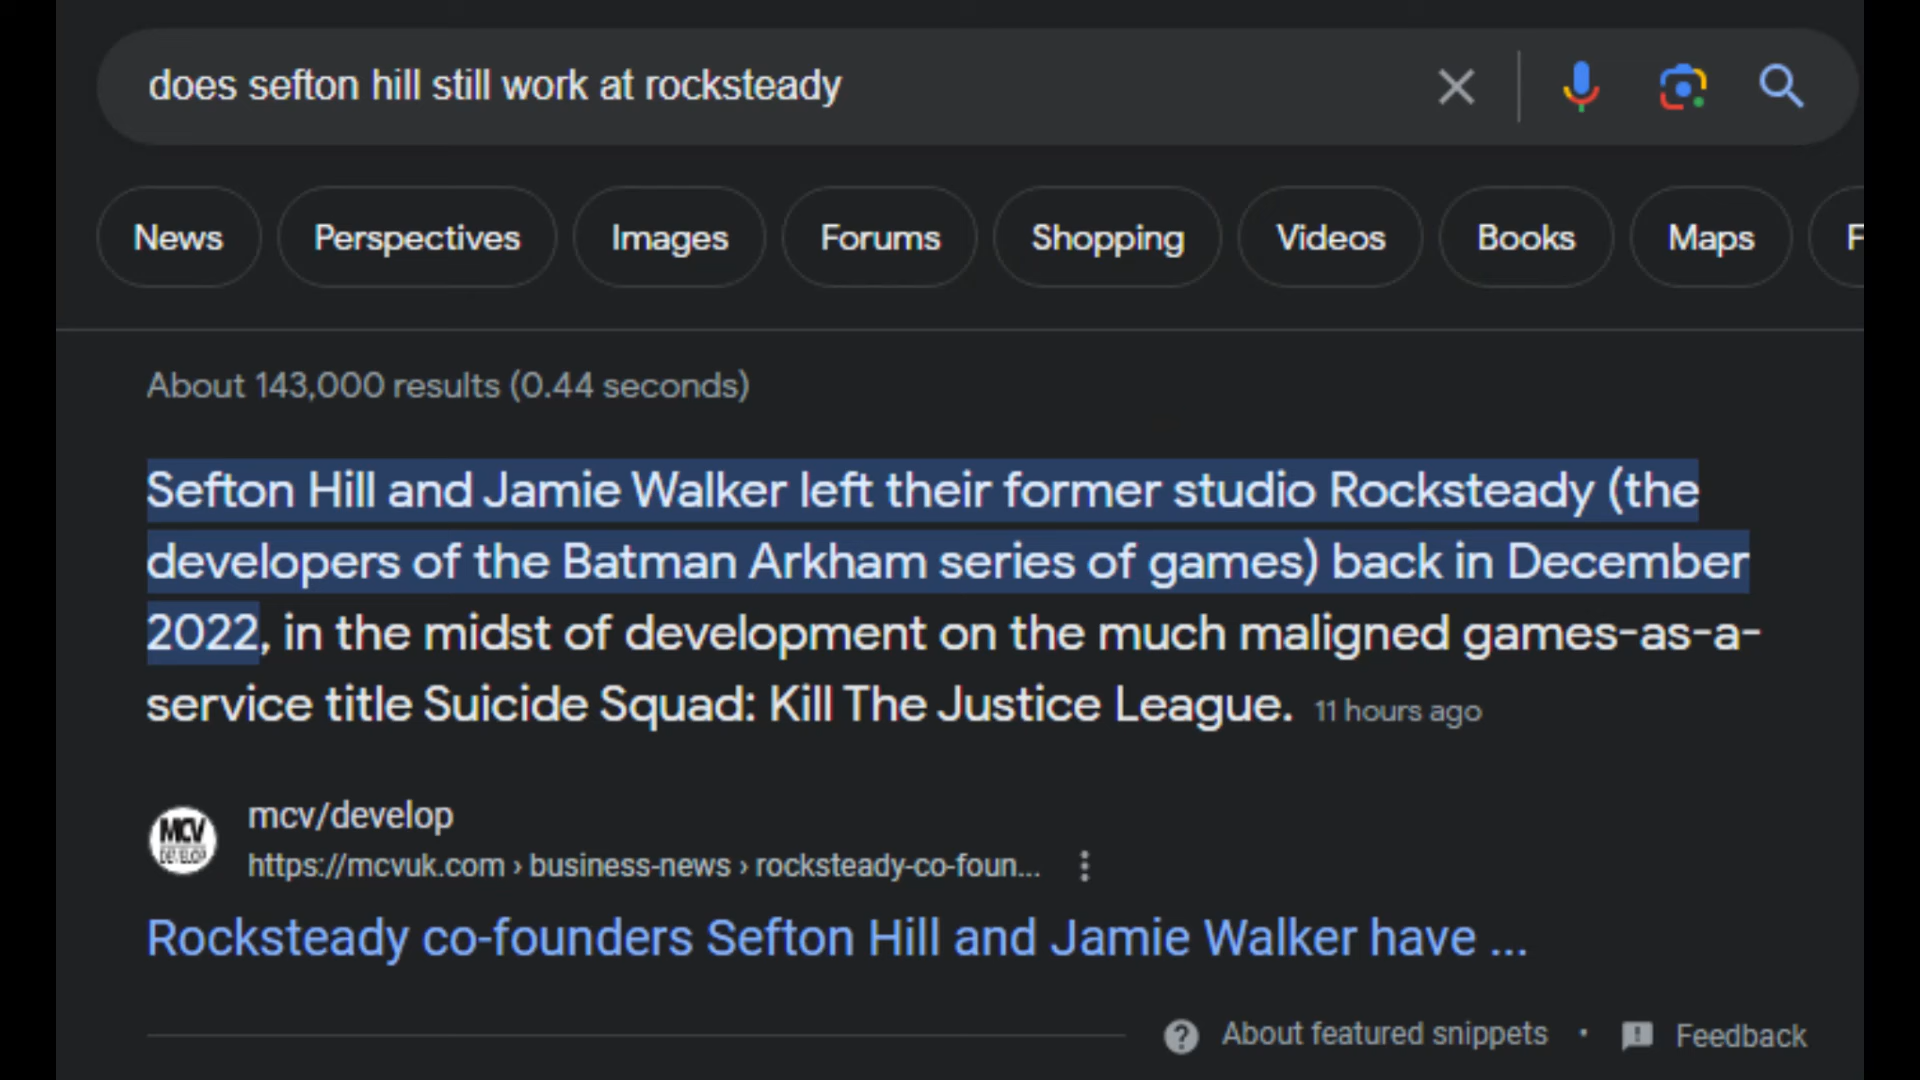 does sefton hill still work at rocksteady
News Perspectives Images Forums Shopping Videos Books Maps F
About 143,000 results (0.44 seconds)
Sefton Hill and Jamie Walker left their former studio Rocksteady (the
developers of the Batman Arkham series of games) back in December
2022, in the midst of development on the much maligned games-as-a-
service title Suicide Squad: Kill The Justice League. 11 hours ago
MCV
DEVELOP
mcv/develop
https://mcvuk.com › business-news › rocksteady-co-foun...
Rocksteady co-founders Sefton Hill and Jamie Walker have ...
About featured snippets • Feedback